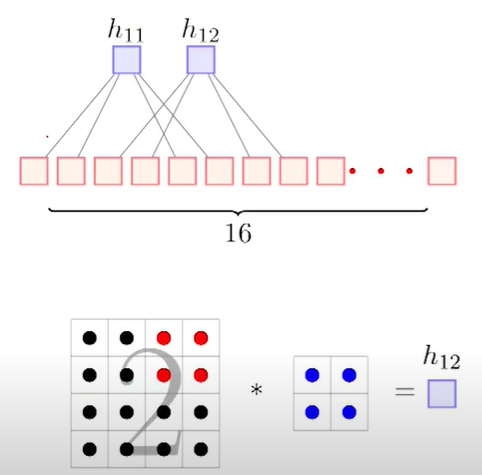 h₁₁ h₁₂
16
2
* = h₁₂